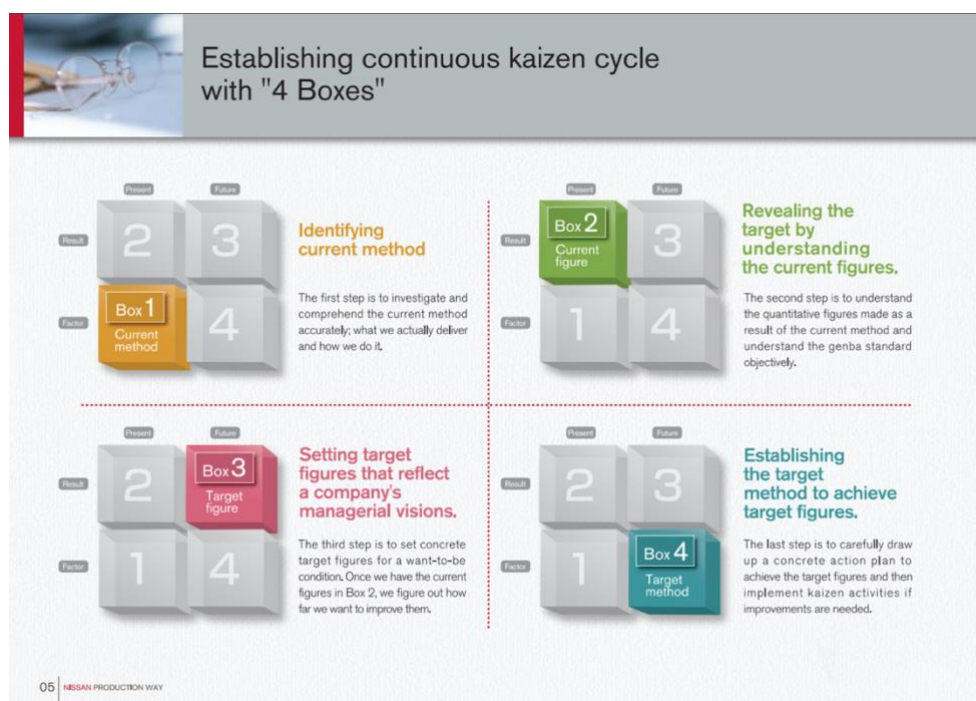 Establishing continuous kaizen cycle
with "4 Boxes"
Present
Future
Result
2
3
Factor
Box 1
Current
method
4
Identifying
current method
The first step is to investigate and
comprehend the current method
accurately; what we actually deliver
and how we do it.
Present
Future
Result
Box 2
Current
figure
3
Factor
1
4
Revealing the
target by
understanding
the current figures.
The second step is to understand
the quantitative figures made as a
result of the current method and
understand the genba standard
objectively.
Present
Future
Result
2
Box 3
Target
figure
Factor
1
4
Setting target
figures that reflect
a company's
managerial visions.
The third step is to set concrete
target figures for a want-to-be
condition. Once we have the current
figures in Box 2, we figure out how
far we want to improve them.
Present
Future
Result
2
3
Factor
1
Box 4
Target
method
Establishing
the target
method to achieve
target figures.
The last step is to carefully draw
up a concrete action plan to
achieve the target figures and then
implement kaizen activities if
improvements are needed.
05 NISSAN PRODUCTION WAY